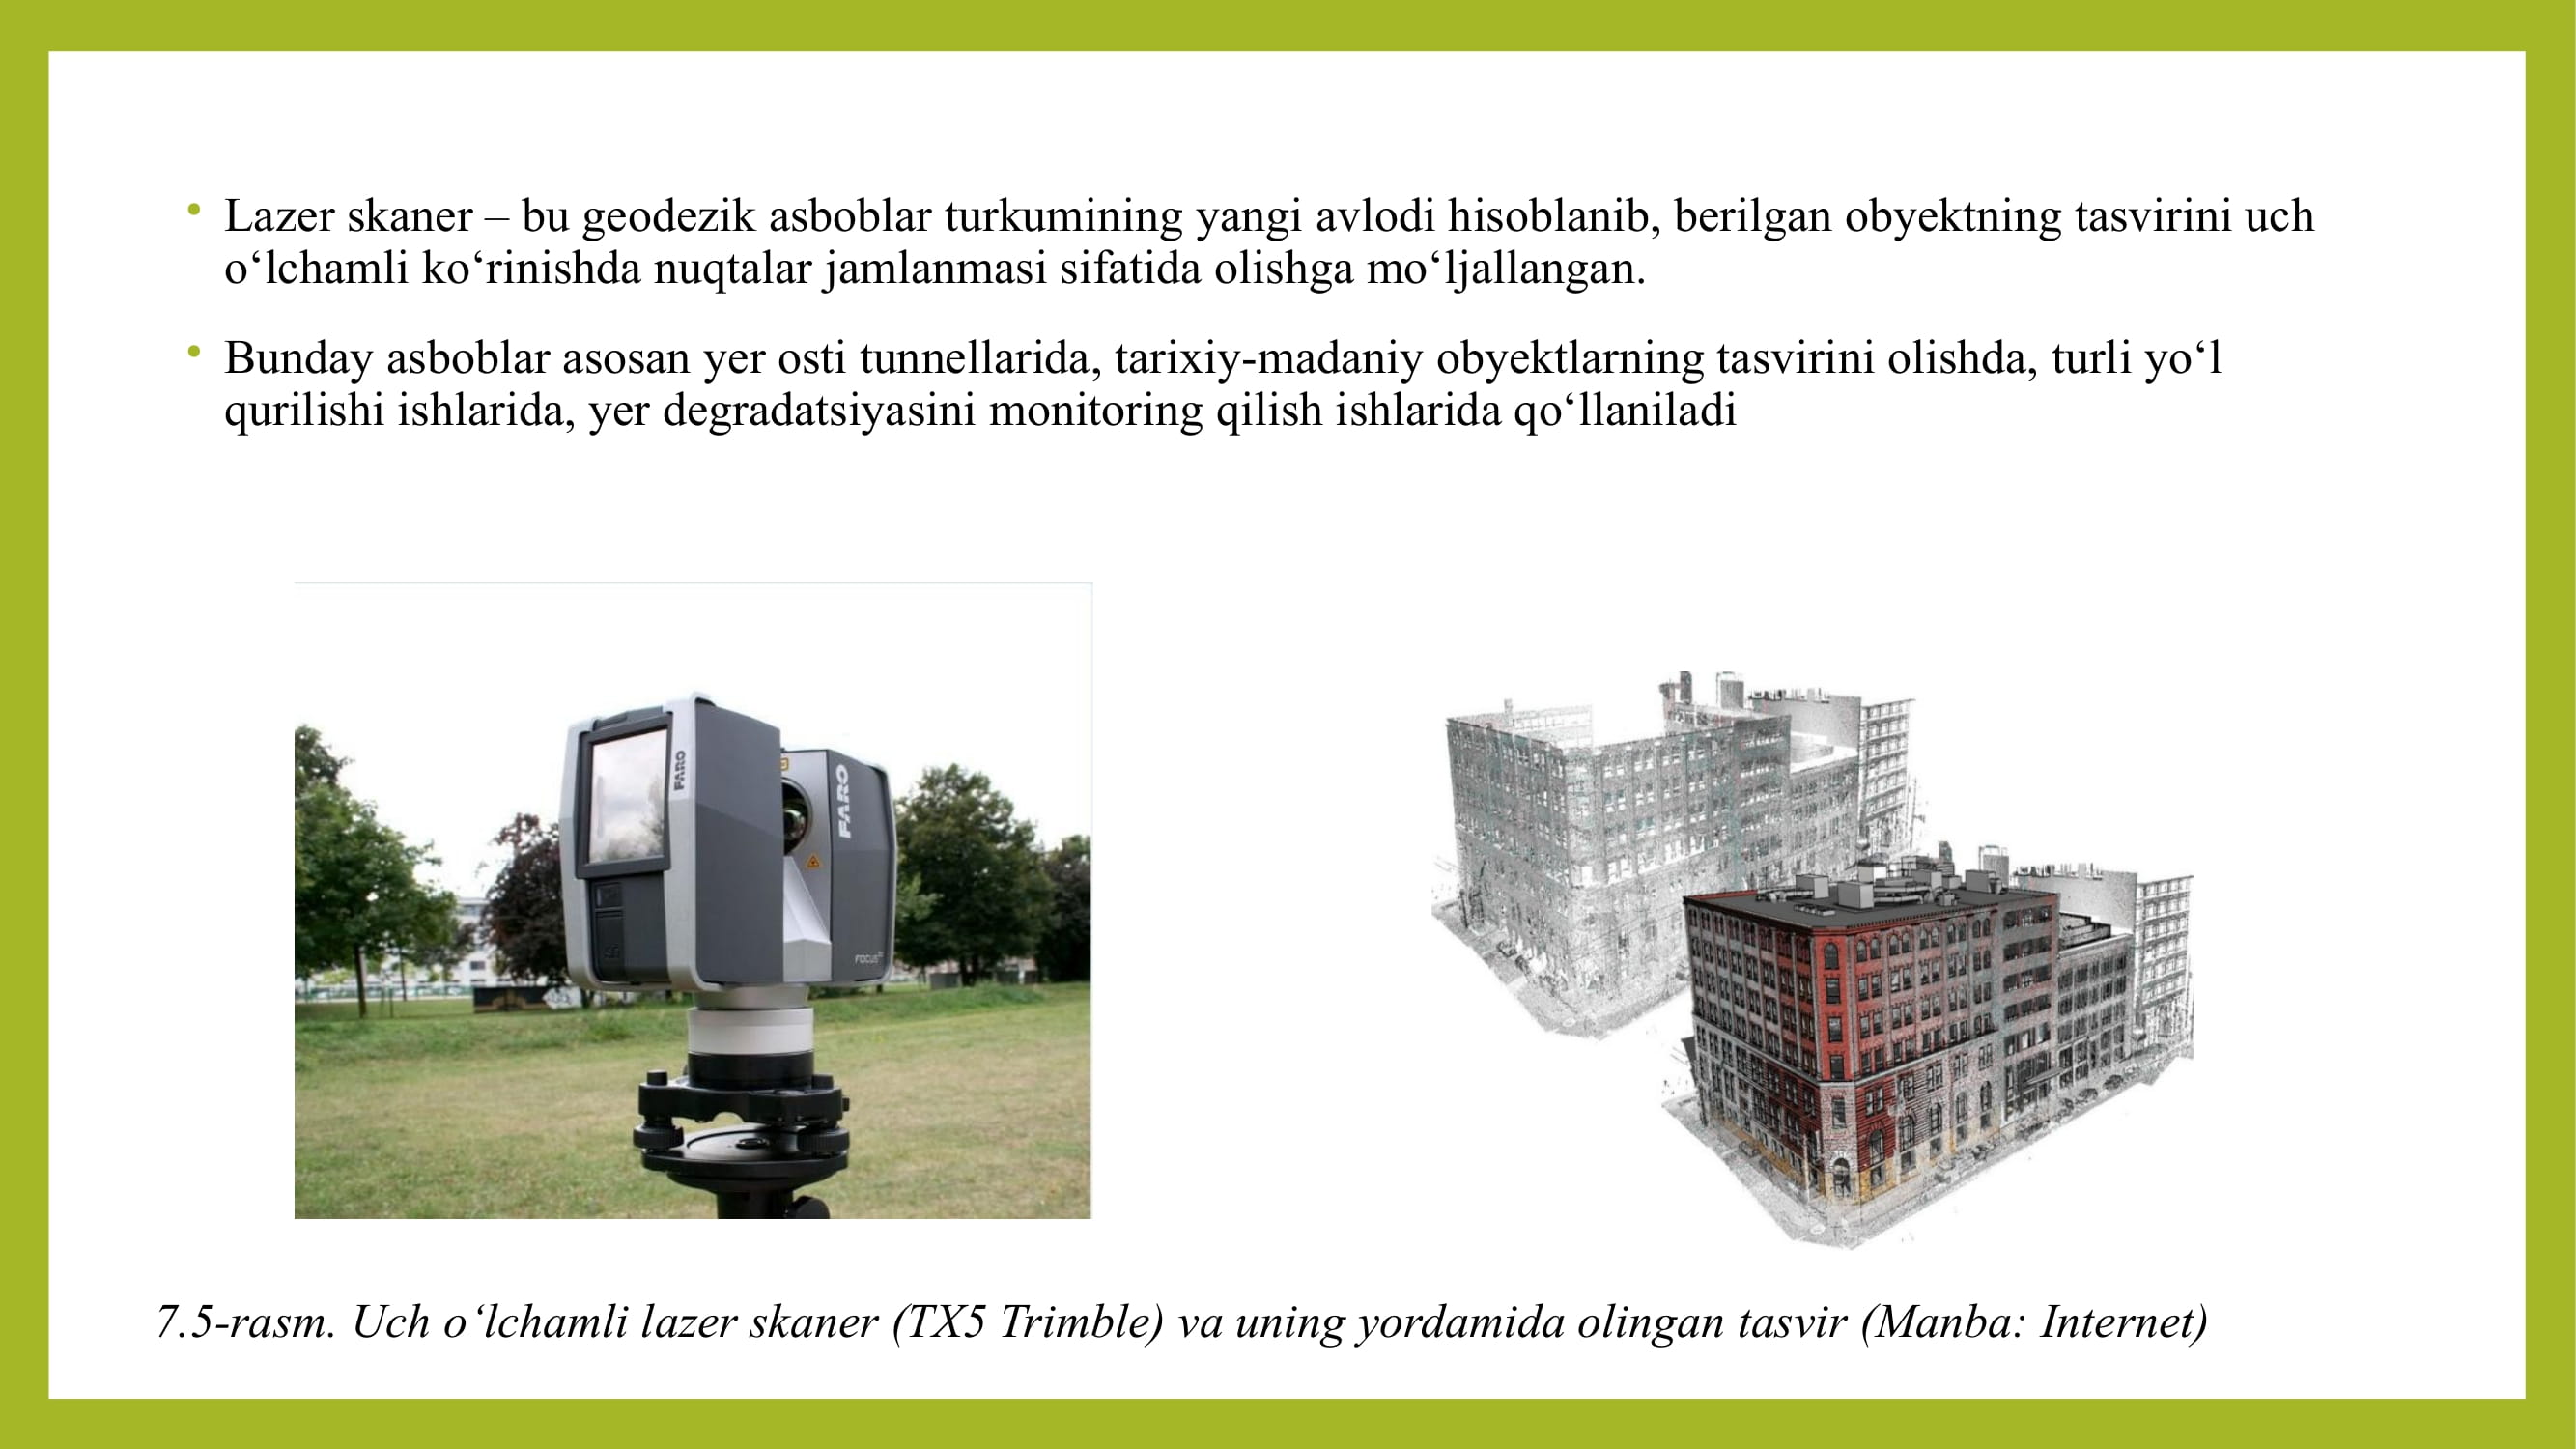 • Lazer skaner – bu geodezik asboblar turkumining yangi avlodi hisoblanib, berilgan obyektning tasvirini uch
o‘lchamli ko‘rinishda nuqtalar jamlanmasi sifatida olishga mo‘ljallangan.
• Bunday asboblar asosan yer osti tunnellarida, tarixiy-madaniy obyektlarning tasvirini olishda, turli yo‘l
qurilishi ishlarida, yer degradatsiyasini monitoring qilish ishlarida qo‘llaniladi
FARO
FARO
FOCUS
7.5-rasm. Uch o‘lchamli lazer skaner (TX5 Trimble) va uning yordamida olingan tasvir (Manba: Internet)